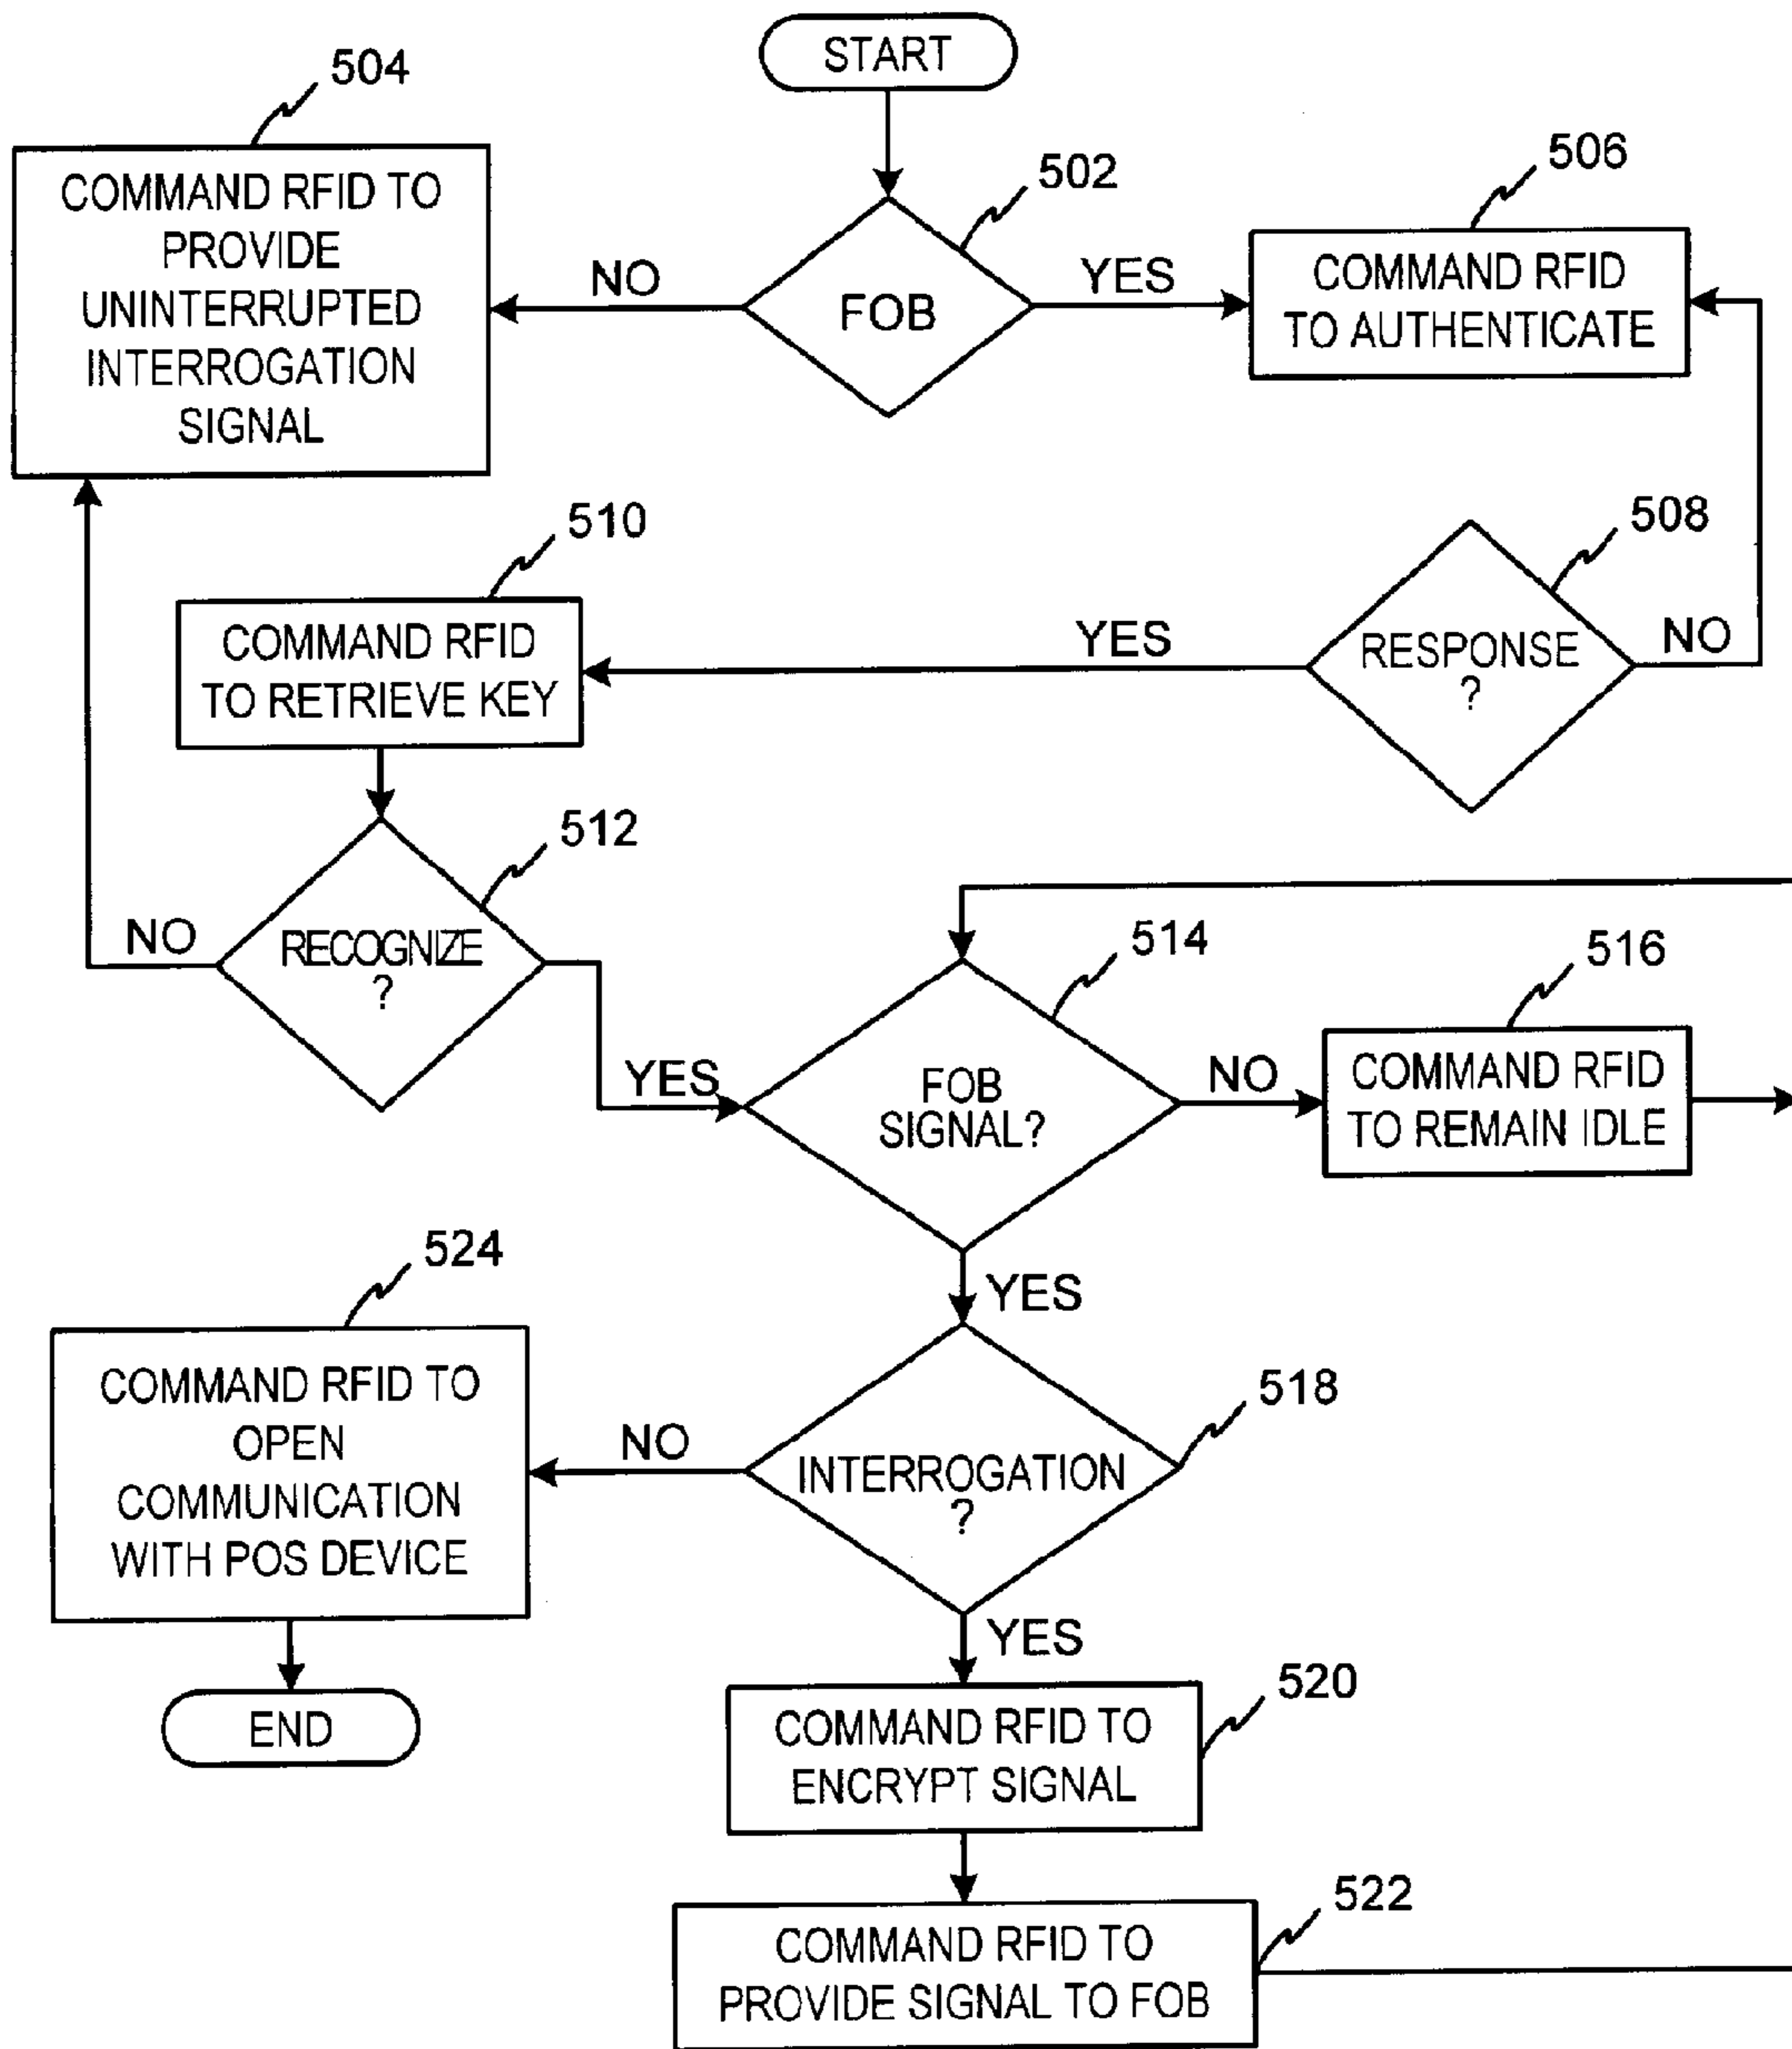 START
504
COMMAND RFID TO
PROVIDE
UNINTERRUPTED
INTERROGATION
SIGNAL
502
FOB
NO
YES
506
COMMAND RFID
TO AUTHENTICATE
508
RESPONSE
?
NO
YES
510
COMMAND RFID
TO RETRIEVE KEY
512
RECOGNIZE
?
NO
YES
514
FOB
SIGNAL?
NO
516
COMMAND RFID
TO REMAIN IDLE
YES
518
INTERROGATION
?
NO
524
COMMAND RFID TO
OPEN
COMMUNICATION
WITH POS DEVICE
END
YES
520
COMMAND RFID TO
ENCRYPT SIGNAL
522
COMMAND RFID TO
PROVIDE SIGNAL TO FOB